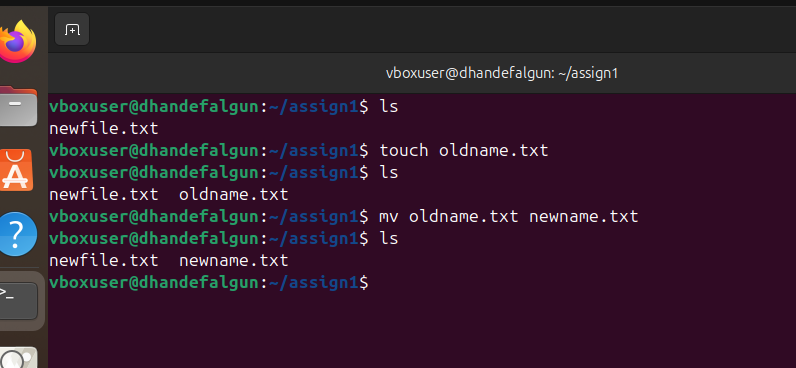 vboxuser@dhandefalgun: ~/assign1
vboxuser@dhandefalgun:~/assign1$ ls
newfile.txt
vboxuser@dhandefalgun:~/assign1$ touch oldname.txt
vboxuser@dhandefalgun:~/assign1$ ls
newfile.txt  oldname.txt
vboxuser@dhandefalgun:~/assign1$ mv oldname.txt newname.txt
vboxuser@dhandefalgun:~/assign1$ ls
newfile.txt  newname.txt
vboxuser@dhandefalgun:~/assign1$